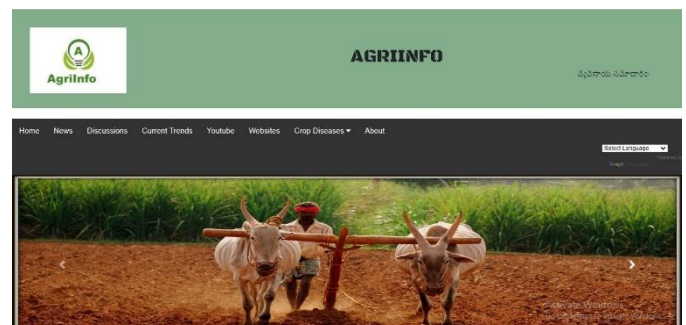 AgriInfo
AGRIINFO
వ్యవసాయ సమాచారం
Home News Discussions Current Trends Youtube Websites Crop Diseases About
Select Language
Activate Windows